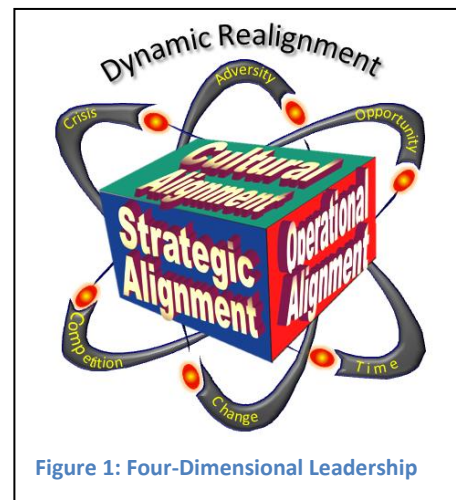 Dynamic Realignment
Adversity
Crisis
Opportunity
Cultural
Alignment
Strategic
Alignment
Operational
Alignment
Competition
Time
Change
Figure 1: Four-Dimensional Leadership